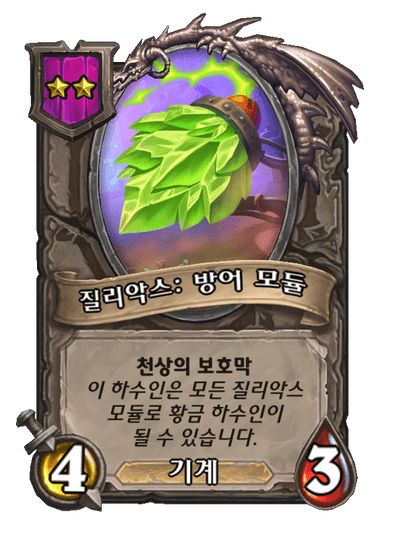 질리악스: 방어 모듈
천상의 보호막
이 하수인은 모든 질리악스
모듈로 황금 하수인이
될 수 있습니다.
4
기계
3